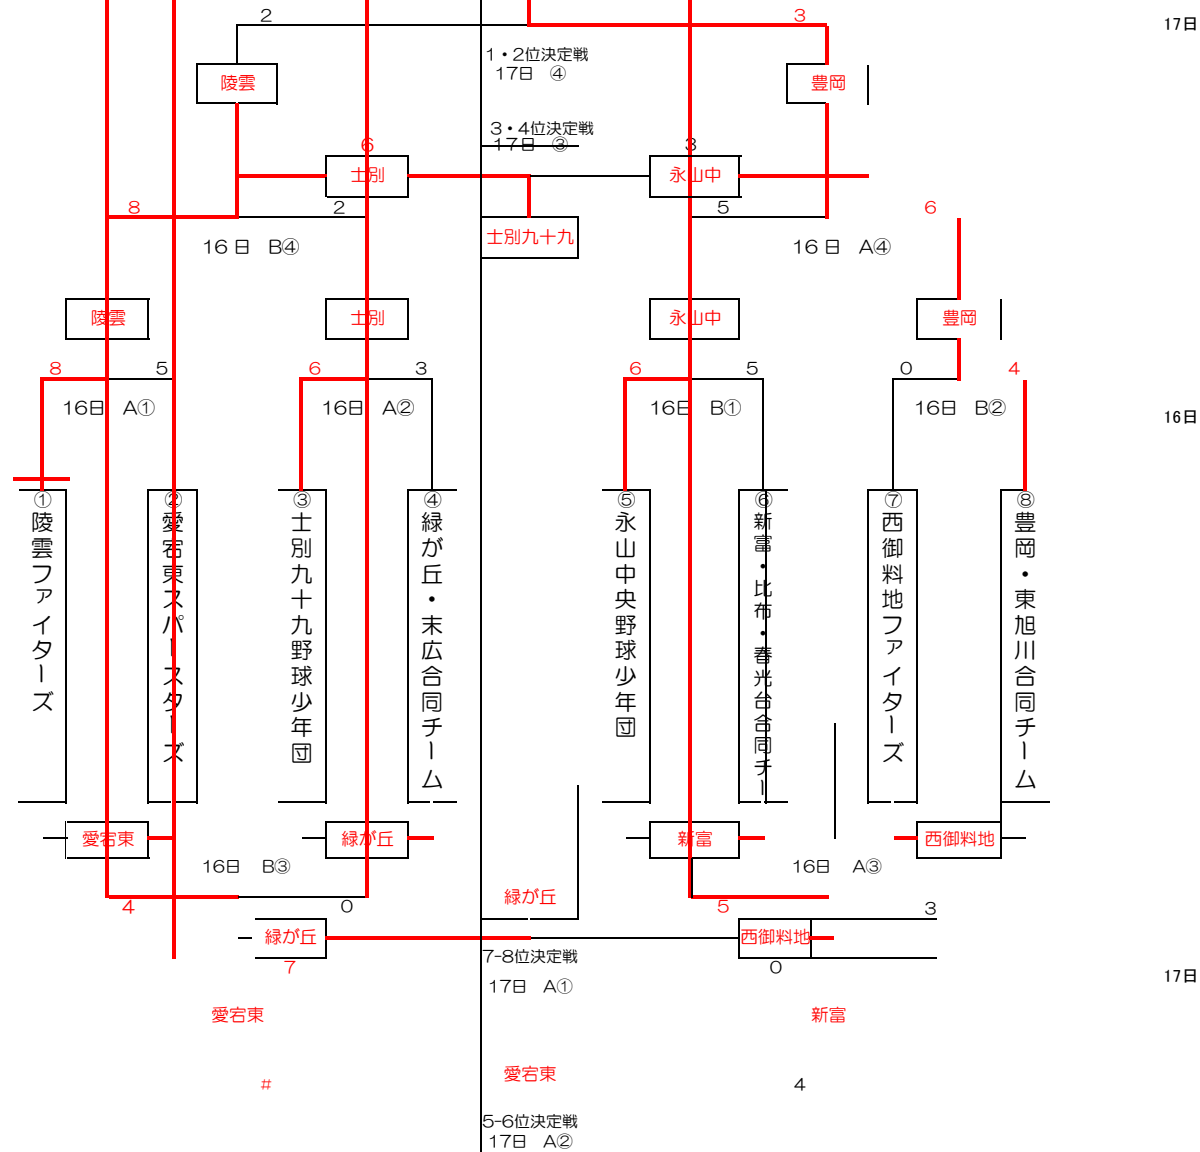 2
3
17日
1・2位決定戦
17日 ④
陵雲
豊岡
3・4位決定戦
17日 ③
6
3
士別
永山中
8
2
5
6
士別九十九
16日 B④
16日 A④
陵雲
士別
永山中
豊岡
8
5
6
3
6
5
0
4
16日 A①
16日 A②
16日 B①
16日 B②
16日
①陵雲ファイターズ
②愛宕東スパースターズ
③士別九十九野球少年団
④緑が丘・末広合同チーム
⑤永山中央野球少年団
⑥新富・比布・春光台合同チー
⑦西御料地ファイターズ
⑧豊岡・東旭川合同チーム
愛宕東
緑が丘
新富
西御料地
16日 B③
16日 A③
4
0
緑が丘
5
3
緑が丘
西御料地
7
7-8位決定戦
0
17日
17日 A①
愛宕東
新富
愛宕東
#
4
5-6位決定戦
17日 A②